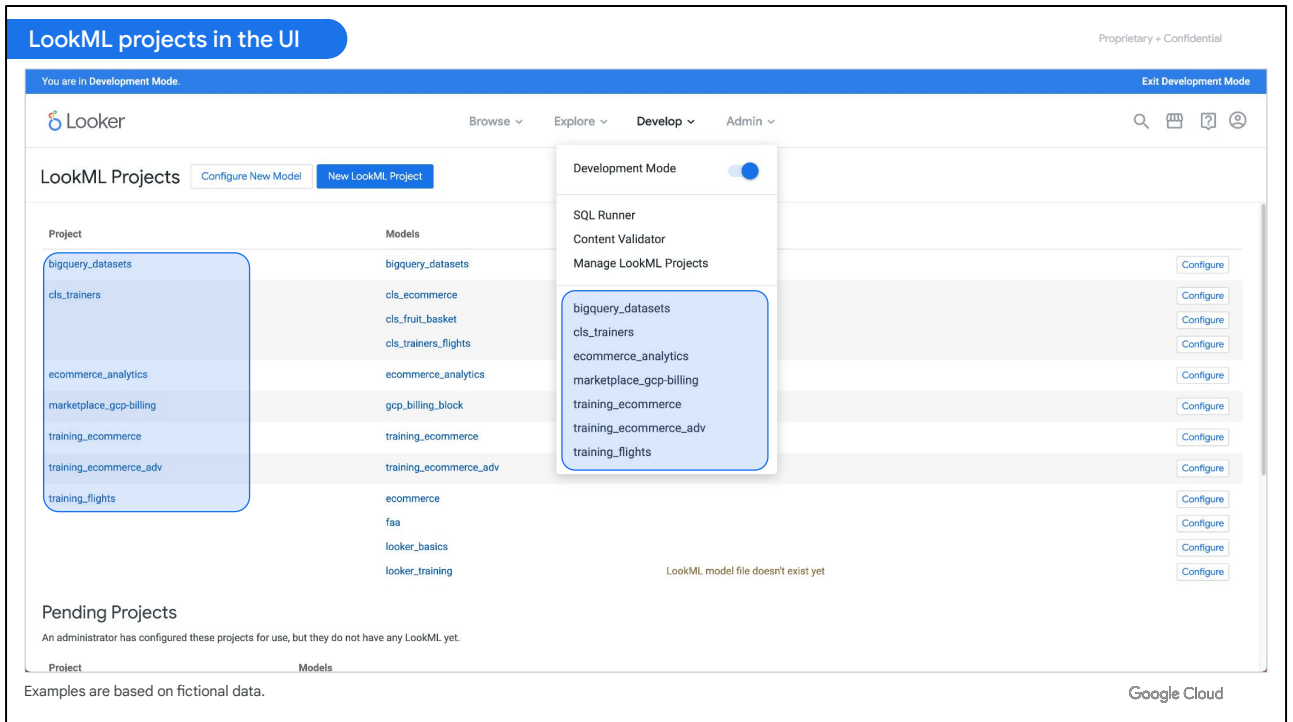 LookML projects in the UI
Proprietary + Confidential
You are in Development Mode.
Exit Development Mode
Looker
Browse
Explore
Develop
Admin
LookML Projects
Configure New Model
New LookML Project
Development Mode
SQL Runner
Content Validator
Manage LookML Projects
bigquery_datasets
cls_trainers
ecommerce_analytics
marketplace_gcp-billing
training_ecommerce
training_ecommerce_adv
training_flights
Project Models
bigquery_datasets bigquery_datasets Configure
cls_trainers cls_ecommerce Configure
cls_fruit_basket Configure
cls_trainers_flights Configure
ecommerce_analytics ecommerce_analytics Configure
marketplace_gcp-billing gcp_billing_block Configure
training_ecommerce training_ecommerce Configure
training_ecommerce_adv training_ecommerce_adv Configure
training_flights ecommerce Configure
faa Configure
looker_basics Configure
looker_training LookML model file doesn't exist yet Configure
Pending Projects
An administrator has configured these projects for use, but they do not have any LookML yet.
Project Models
Examples are based on fictional data.
Google Cloud